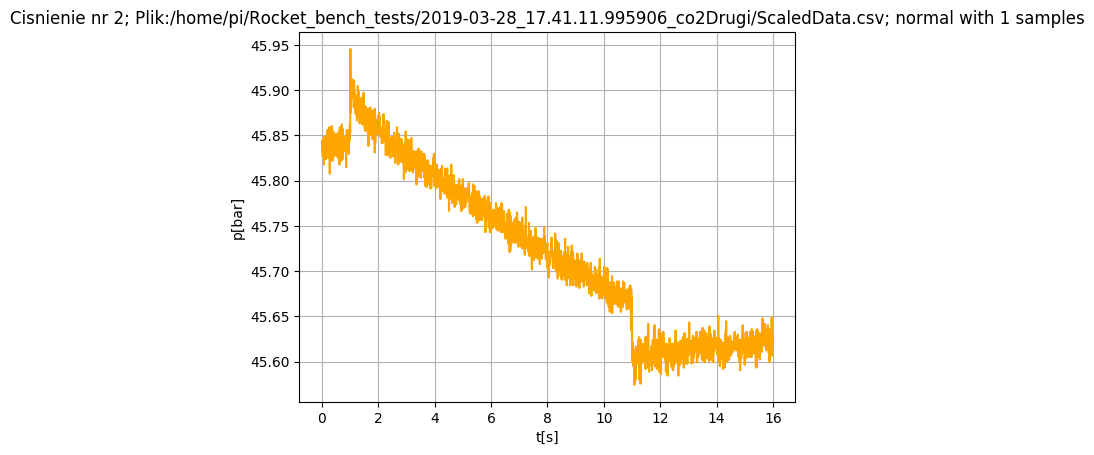 Cisnienie nr 2; Plik:/home/pi/Rocket_bench_tests/2019-03-28_17.41.11.995906_co2Drugi/ScaledData.csv; normal with 1 samples
45.95
45.90
45.85
45.80
45.75
45.70
45.65
45.60
p[bar]
0 2 4 6 8 10 12 14 16
t[s]